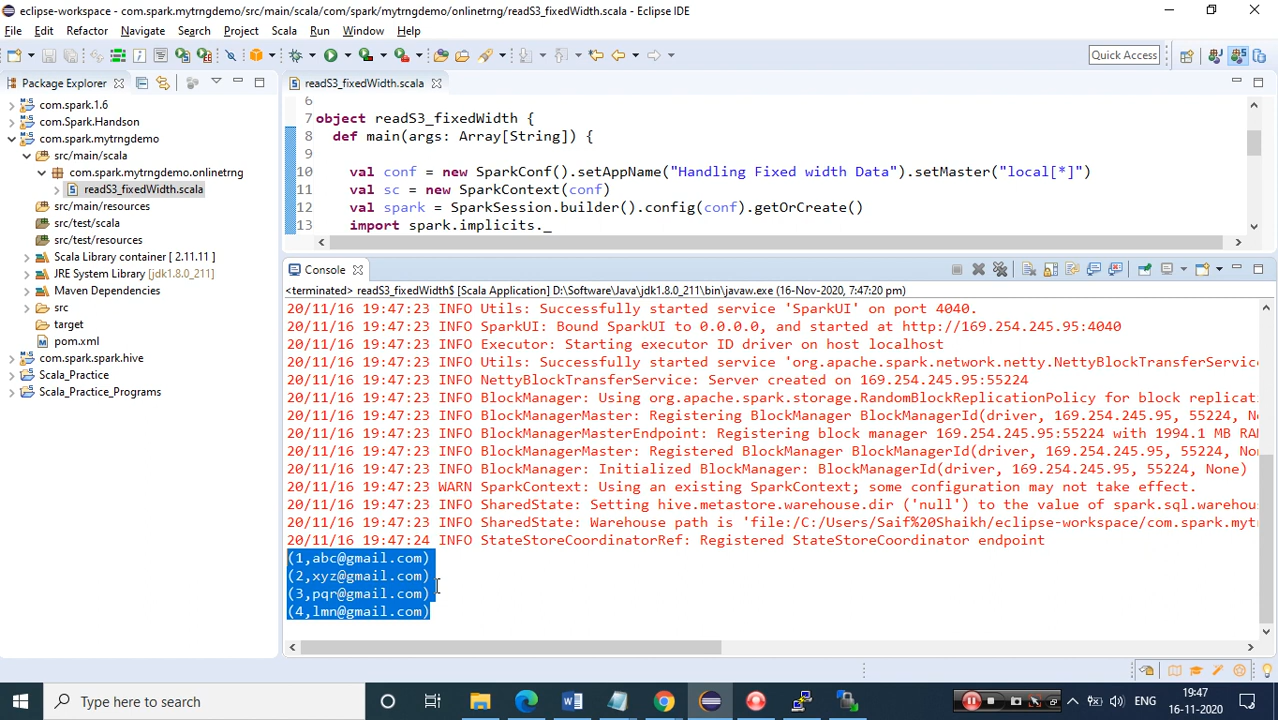 eclipse-workspace - com.spark.mytrngdemo/src/main/scala/com/spark/mytrngdemo/onlinetrng/readS3_fixedWidth.scala - Eclipse IDE
File Edit Refactor Navigate Search Project Scala Run Window Help
Quick Access
Package Explorer
com.spark.1.6
com.Spark.Handson
com.spark.mytrngdemo
src/main/scala
com.spark.mytrngdemo.onlinetrng
readS3_fixedWidth.scala
src/main/resources
src/test/scala
src/test/resources
Scala Library container [ 2.11.11 ]
JRE System Library [jdk1.8.0_211]
Maven Dependencies
src
target
pom.xml
com.spark.spark.hive
Scala_Practice
Scala_Practice_Programs
readS3_fixedWidth.scala
6
7 object readS3_fixedWidth {
8 def main(args: Array[String]) {
9
10 val conf = new SparkConf().setAppName("Handling Fixed width Data").setMaster("local[*]")
11 val sc = new SparkContext(conf)
12 val spark = SparkSession.builder().config(conf).getOrCreate()
13 import spark.implicits._
Console
<terminated> readS3_fixedWidth$ [Scala Application] D:\Software\Java\jdk1.8.0_211\bin\javaw.exe (16-Nov-2020, 7:47:20 pm)
20/11/16 19:47:23 INFO Utils: Successfully started service 'SparkUI' on port 4040.
20/11/16 19:47:23 INFO SparkUI: Bound SparkUI to 0.0.0.0, and started at http://169.254.245.95:4040
20/11/16 19:47:23 INFO Executor: Starting executor ID driver on host localhost
20/11/16 19:47:23 INFO Utils: Successfully started service 'org.apache.spark.network.netty.NettyBlockTransferService
20/11/16 19:47:23 INFO NettyBlockTransferService: Server created on 169.254.245.95:55224
20/11/16 19:47:23 INFO BlockManager: Using org.apache.spark.storage.RandomBlockReplicationPolicy for block replicati
20/11/16 19:47:23 INFO BlockManagerMaster: Registering BlockManager BlockManagerId(driver, 169.254.245.95, 55224, No
20/11/16 19:47:23 INFO BlockManagerMasterEndpoint: Registering block manager 169.254.245.95:55224 with 1994.1 MB RAM
20/11/16 19:47:23 INFO BlockManagerMaster: Registered BlockManager BlockManagerId(driver, 169.254.245.95, 55224, Non
20/11/16 19:47:23 INFO BlockManager: Initialized BlockManager: BlockManagerId(driver, 169.254.245.95, 55224, None)
20/11/16 19:47:23 WARN SparkContext: Using an existing SparkContext; some configuration may not take effect.
20/11/16 19:47:23 INFO SharedState: Setting hive.metastore.warehouse.dir ('null') to the value of spark.sql.warehous
20/11/16 19:47:23 INFO SharedState: Warehouse path is 'file:/C:/Users/Saif%20Shaikh/eclipse-workspace/com.spark.mytr
20/11/16 19:47:24 INFO StateStoreCoordinatorRef: Registered StateStoreCoordinator endpoint
(1,abc@gmail.com)
(2,xyz@gmail.com)
(3,pqr@gmail.com)
(4,lmn@gmail.com)
Type here to search
ENG
19:47
16-11-2020